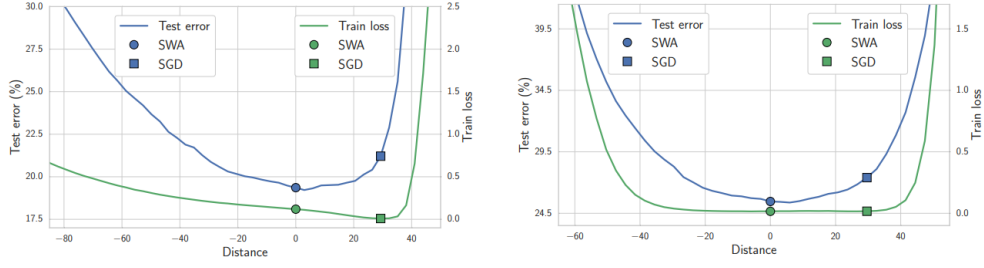 30.0
27.5
25.0
22.5
20.0
17.5
Test error (%)
Test error
SWA
SGD
Train loss
SWA
SGD
2.5
2.0
1.5
1.0
0.5
0.0
Train loss
−80 −60 −40 −20 0 20 40
Distance
39.5
34.5
29.5
24.5
Test error (%)
Test error
SWA
SGD
Train loss
SWA
SGD
1.5
1.0
0.5
0.0
Train loss
−60 −40 −20 0 20 40
Distance